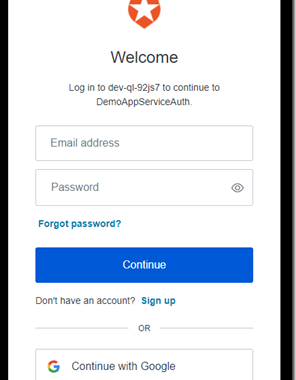 Welcome
Log in to dev-ql-92js7 to continue to
DemoAppServiceAuth.
Email address
Password
Forgot password?
Continue
Don't have an account? Sign up
OR
Continue with Google